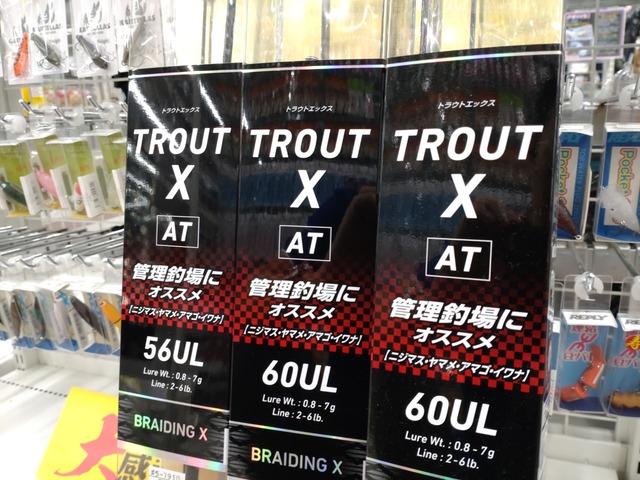 トラウトエックス
TROUT
X
AT
管理釣場に
オススメ
【ニジマス・ヤマメ・アマゴ・イワナ】
56UL
Lure Wt. : 0.8 - 7g
Line : 2-6lb.
BRAIDING X
トラウトエックス
TROUT
X
AT
管理釣場に
オススメ
【ニジマス・ヤマメ・アマゴ・イワナ】
60UL
Lure Wt. : 0.8 - 7g
Line : 2-6lb.
BRAIDING X
トラウトエックス
TROUT
X
AT
管理釣場に
オススメ
【ニジマス・ヤマメ・アマゴ・イワナ】
60UL
Lure Wt. : 0.8 - 7g
Line : 2-6lb.
大感
REPLY